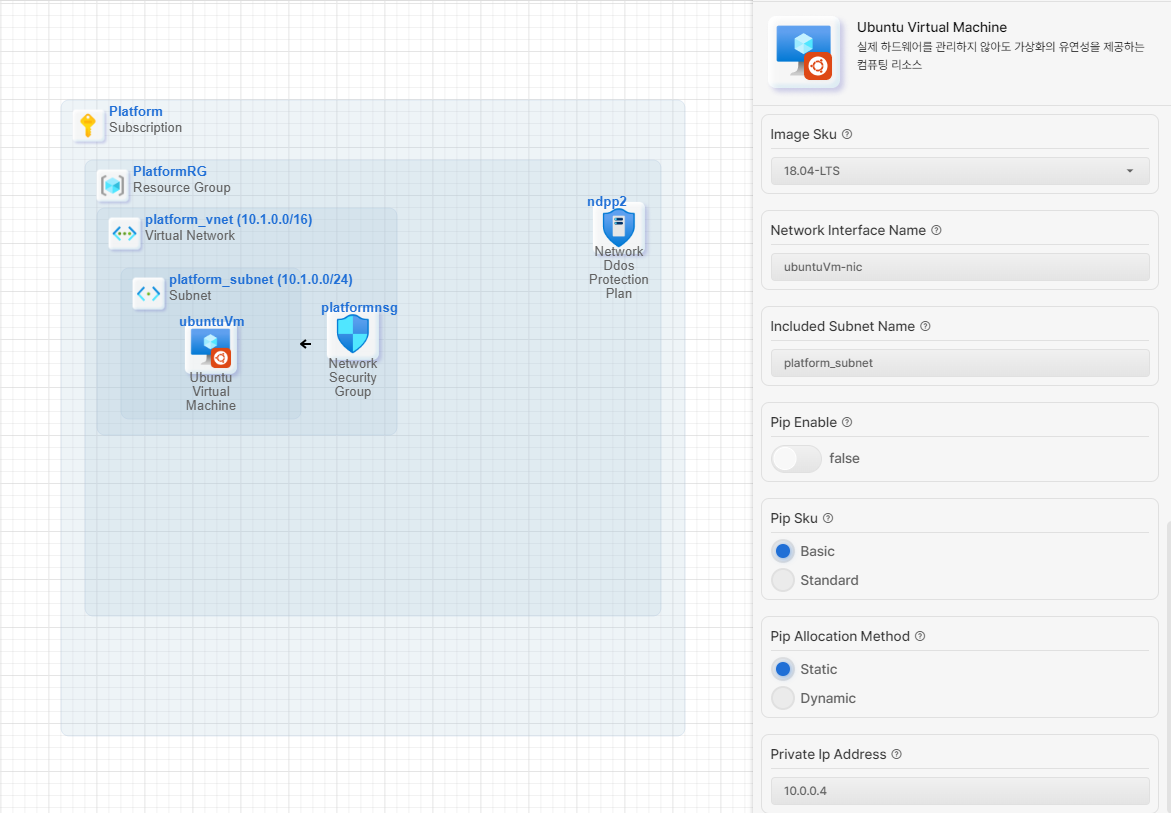 Platform
Subscription
PlatformRG
Resource Group
platform_vnet (10.1.0.0/16)
Virtual Network
platform_subnet (10.1.0.0/24)
Subnet
ubuntuVm
Ubuntu
Virtual
Machine
platformnsg
Network
Security
Group
ndpp2
Network
Ddos
Protection
Plan
Ubuntu Virtual Machine
실제 하드웨어를 관리하지 않아도 가상화의 유연성을 제공하는
컴퓨팅 리소스
Image Sku
18.04-LTS
Network Interface Name
ubuntuVm-nic
Included Subnet Name
platform_subnet
Pip Enable
false
Pip Sku
Basic
Standard
Pip Allocation Method
Static
Dynamic
Private Ip Address
10.0.0.4